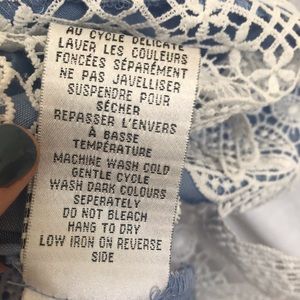 AU CYCLE DÉLICATE
LAVER LES COULEURS
FONCÉES SÉPARÉMENT
NE PAS JAVELLISER
SUSPENDRE POUR
SÉCHER
REPASSER L'ENVERS
À BASSE
TEMPÉRATURE
MACHINE WASH COLD
GENTLE CYCLE
WASH DARK COLOURS
SEPERATELY
DO NOT BLEACH
HANG TO DRY
LOW IRON ON REVERSE
SIDE